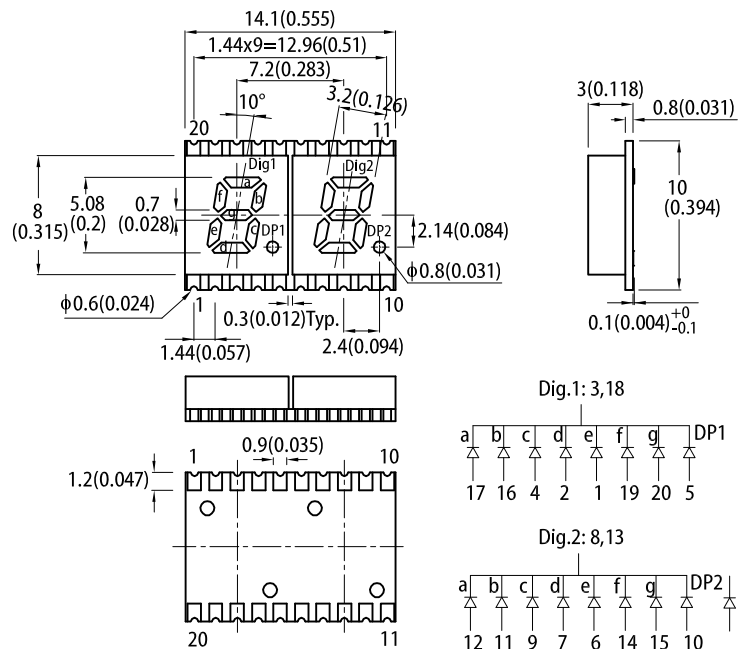 14.1(0.555)
1.44x9=12.96(0.51)
7.2(0.283)
3.2(0.126)
10°
20
11
Dig1
Dig2
a
f
b
g
e
c
d
DP1
DP2
8
(0.315)
5.08
(0.2)
0.7
(0.028)
2.14(0.084)
ϕ0.8(0.031)
ϕ0.6(0.024)
1
10
0.3(0.012)Typ.
1.44(0.057)
2.4(0.094)
3(0.118)
0.8(0.031)
10
(0.394)
0.1(0.004)+0 -0.1
0.9(0.035)
1
10
1.2(0.047)
20
11
Dig.1: 3,18
a b c d e f g DP1
17 16 4 2 1 19 20 5
Dig.2: 8,13
a b c d e f g DP2
12 11 9 7 6 14 15 10